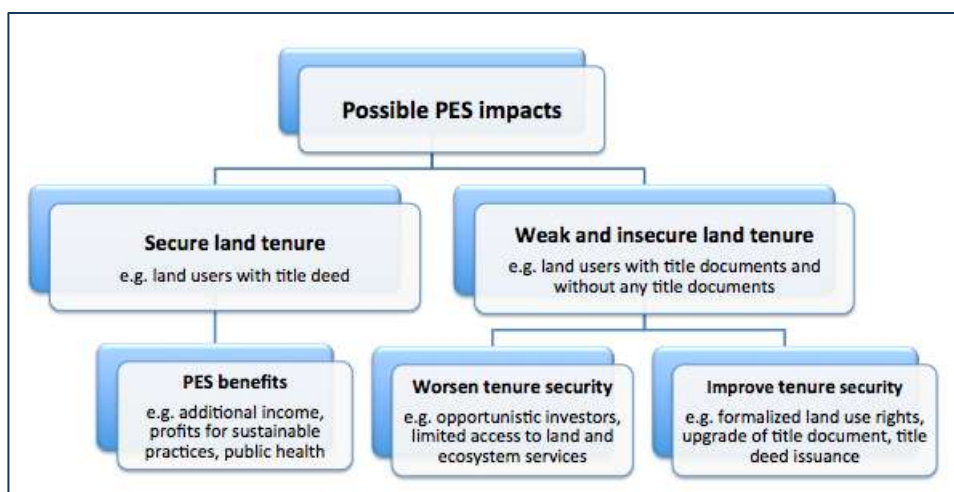 Possible PES impacts
Secure land tenure
e.g. land users with title deed
Weak and insecure land tenure
e.g. land users with title documents and
without any title documents
PES benefits
e.g. additional income,
profits for sustainable
practices, public health
Worsen tenure security
e.g. opportunistic investors,
limited access to land and
ecosystem services
Improve tenure security
e.g. formalized land use rights,
upgrade of title document, title
deed issuance